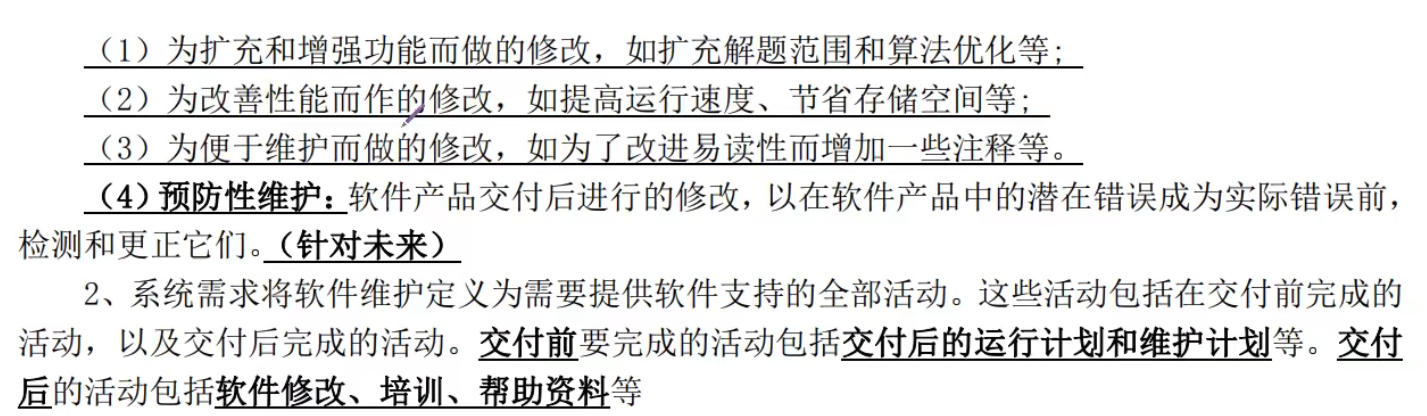 （1）为扩充和增强功能而做的修改，如扩充解题范围和算法优化等；
（2）为改善性能而作的修改，如提高运行速度、节省存储空间等；
（3）为便于维护而做的修改，如为了改进易读性而增加一些注释等。
（4）预防性维护：软件产品交付后进行的修改，以在软件产品中的潜在错误成为实际错误前，
检测和更正它们。（针对未来）
2、系统需求将软件维护定义为需要提供软件支持的全部活动。这些活动包括在交付前完成的
活动，以及交付后完成的活动。交付前要完成的活动包括交付后的运行计划和维护计划等。交付
后的活动包括软件修改、培训、帮助资料等